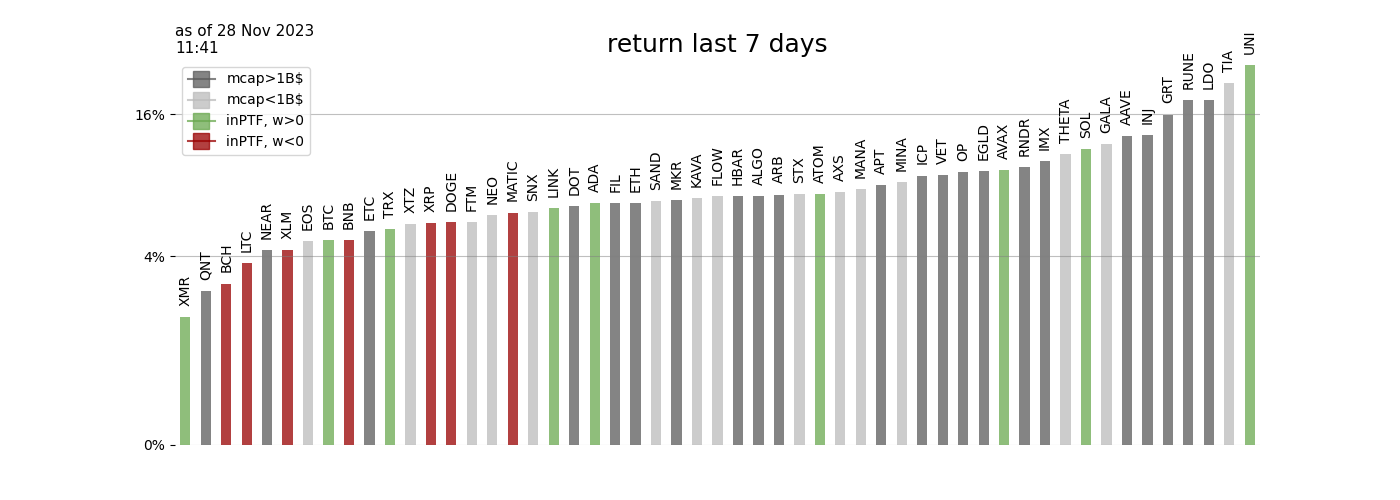 as of 28 Nov 2023
11:41
return last 7 days
mcap>1B$
mcap<1B$
inPTF, w>0
inPTF, w<0
16%
4%
0%
XMR
QNT
BCH
LTC
NEAR
XLM
EOS
BTC
BNB
ETC
TRX
XTZ
XRP
DOGE
FTM
NEO
MATIC
SNX
LINK
DOT
ADA
FIL
ETH
SAND
MKR
KAVA
FLOW
HBAR
ALGO
ARB
STX
ATOM
AXS
MANA
APT
MINA
ICP
VET
OP
EGLD
AVAX
RNDR
IMX
THETA
SOL
GALA
AAVE
INJ
GRT
RUNE
LDO
TIA
UNI